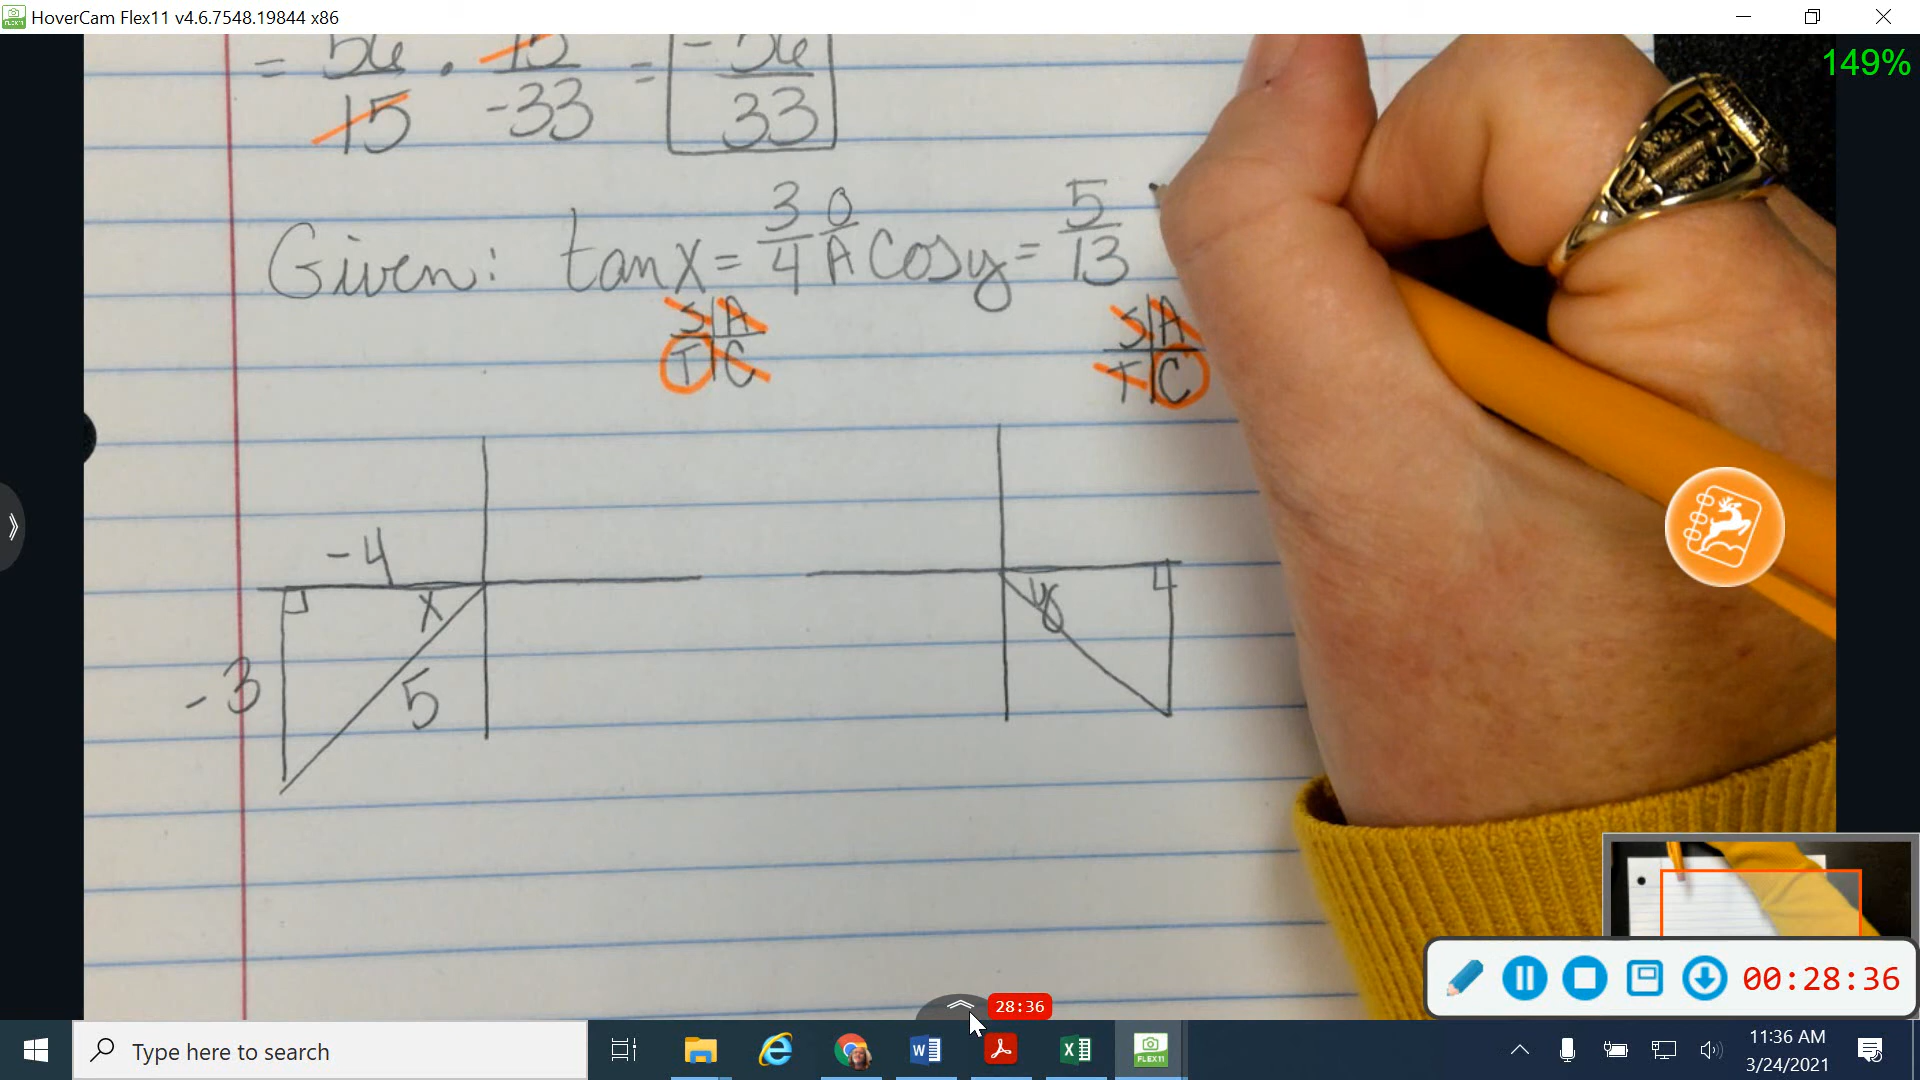 HoverCam Flex11 v4.6.7548.19844 x86
149%
= 56/15 · 15/-33 = -56/33
Given: tan x = 3/4 O/A cos y = 5/13
S A S A
T C T C
-4
x y
-3
5
28:36
00:28:36
Type here to search
FLEX11
11:36 AM
3/24/2021